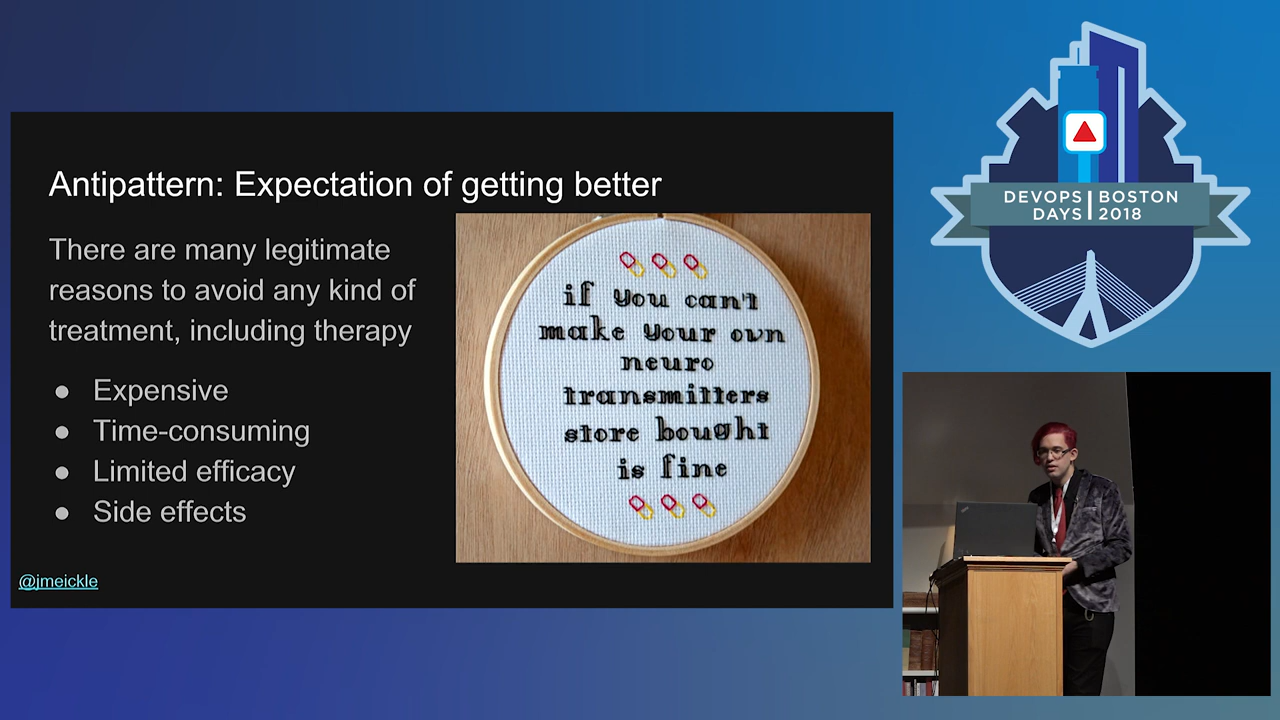 Antipattern: Expectation of getting better
There are many legitimate
reasons to avoid any kind of
treatment, including therapy
● Expensive
● Time-consuming
● Limited efficacy
● Side effects
@jmeickle
if you can't
make your own
neuro
transmitters
store bought
is fine
DEVOPS BOSTON
DAYS 2018